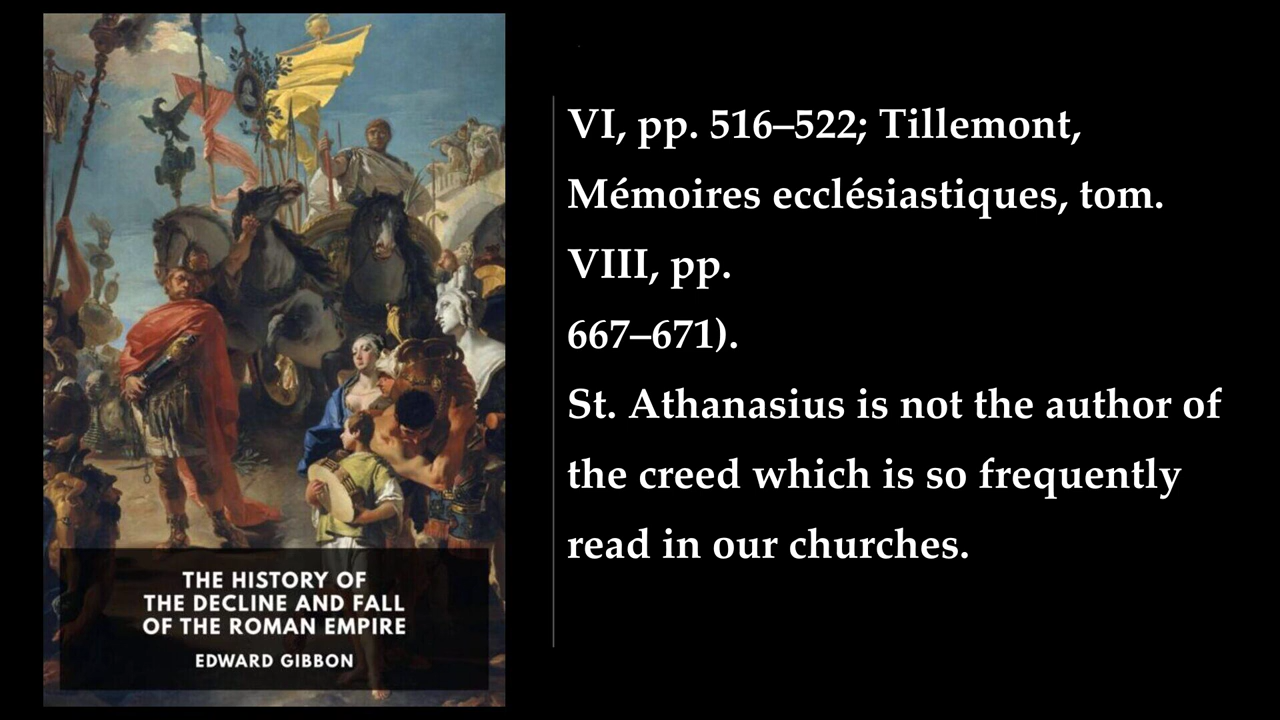 THE HISTORY OF
THE DECLINE AND FALL
OF THE ROMAN EMPIRE
EDWARD GIBBON
VI, pp. 516–522; Tillemont,
Mémoires ecclésiastiques, tom.
VIII, pp.
667–671).
St. Athanasius is not the author of
the creed which is so frequently
read in our churches.